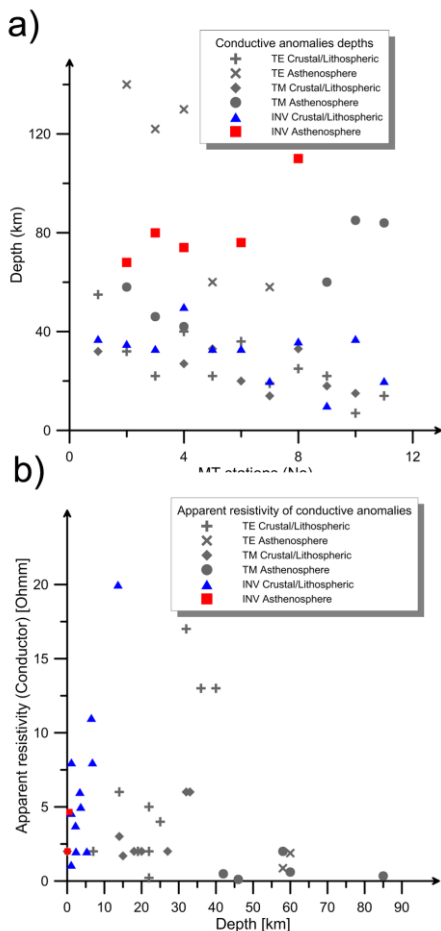 a)
Conductive anomalies depths
TE Crustal/Lithospheric
TE Asthenosphere
TM Crustal/Lithospheric
TM Asthenosphere
INV Crustal/Lithospheric
INV Asthenosphere
120
80
40
0
Depth (km)
0 4 8 12
MT stations (No)
b)
Apparent resistivity of conductive anomalies
TE Crustal/Lithospheric
TE Asthenosphere
TM Crustal/Lithospheric
TM Asthenosphere
INV Crustal/Lithospheric
INV Asthenosphere
20
15
10
5
0
Apparent resistivity (Conductor) [Ohmm]
0 10 20 30 40 50 60 70 80 90
Depth [km]